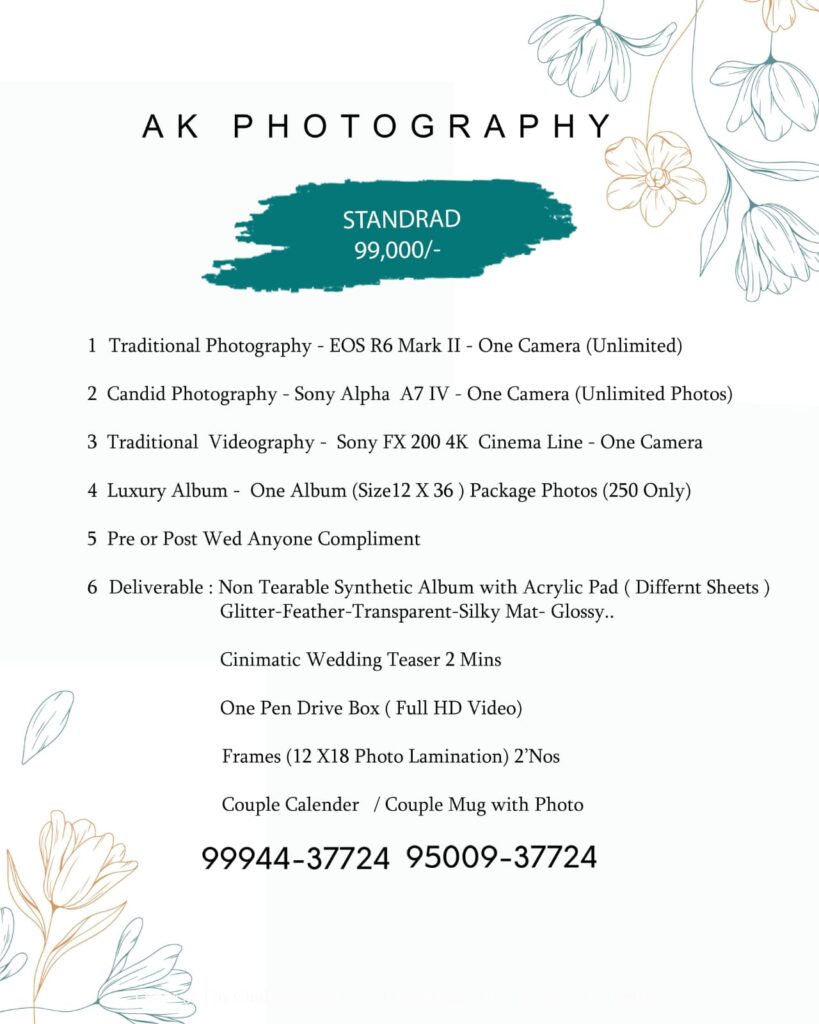 AK PHOTOGRAPHY
STANDRAD
99,000/-
1 Traditional Photography - EOS R6 Mark II - One Camera (Unlimited)
2 Candid Photography - Sony Alpha A7 IV - One Camera (Unlimited Photos)
3 Traditional Videography - Sony FX 200 4K Cinema Line - One Camera
4 Luxury Album - One Album (Size12 X 36 ) Package Photos (250 Only)
5 Pre or Post Wed Anyone Compliment
6 Deliverable : Non Tearable Synthetic Album with Acrylic Pad ( Differnt Sheets )
Glitter-Feather-Transparent-Silky Mat- Glossy..
Cinimatic Wedding Teaser 2 Mins
One Pen Drive Box ( Full HD Video)
Frames (12 X18 Photo Lamination) 2'Nos
Couple Calender / Couple Mug with Photo
99944-37724 95009-37724